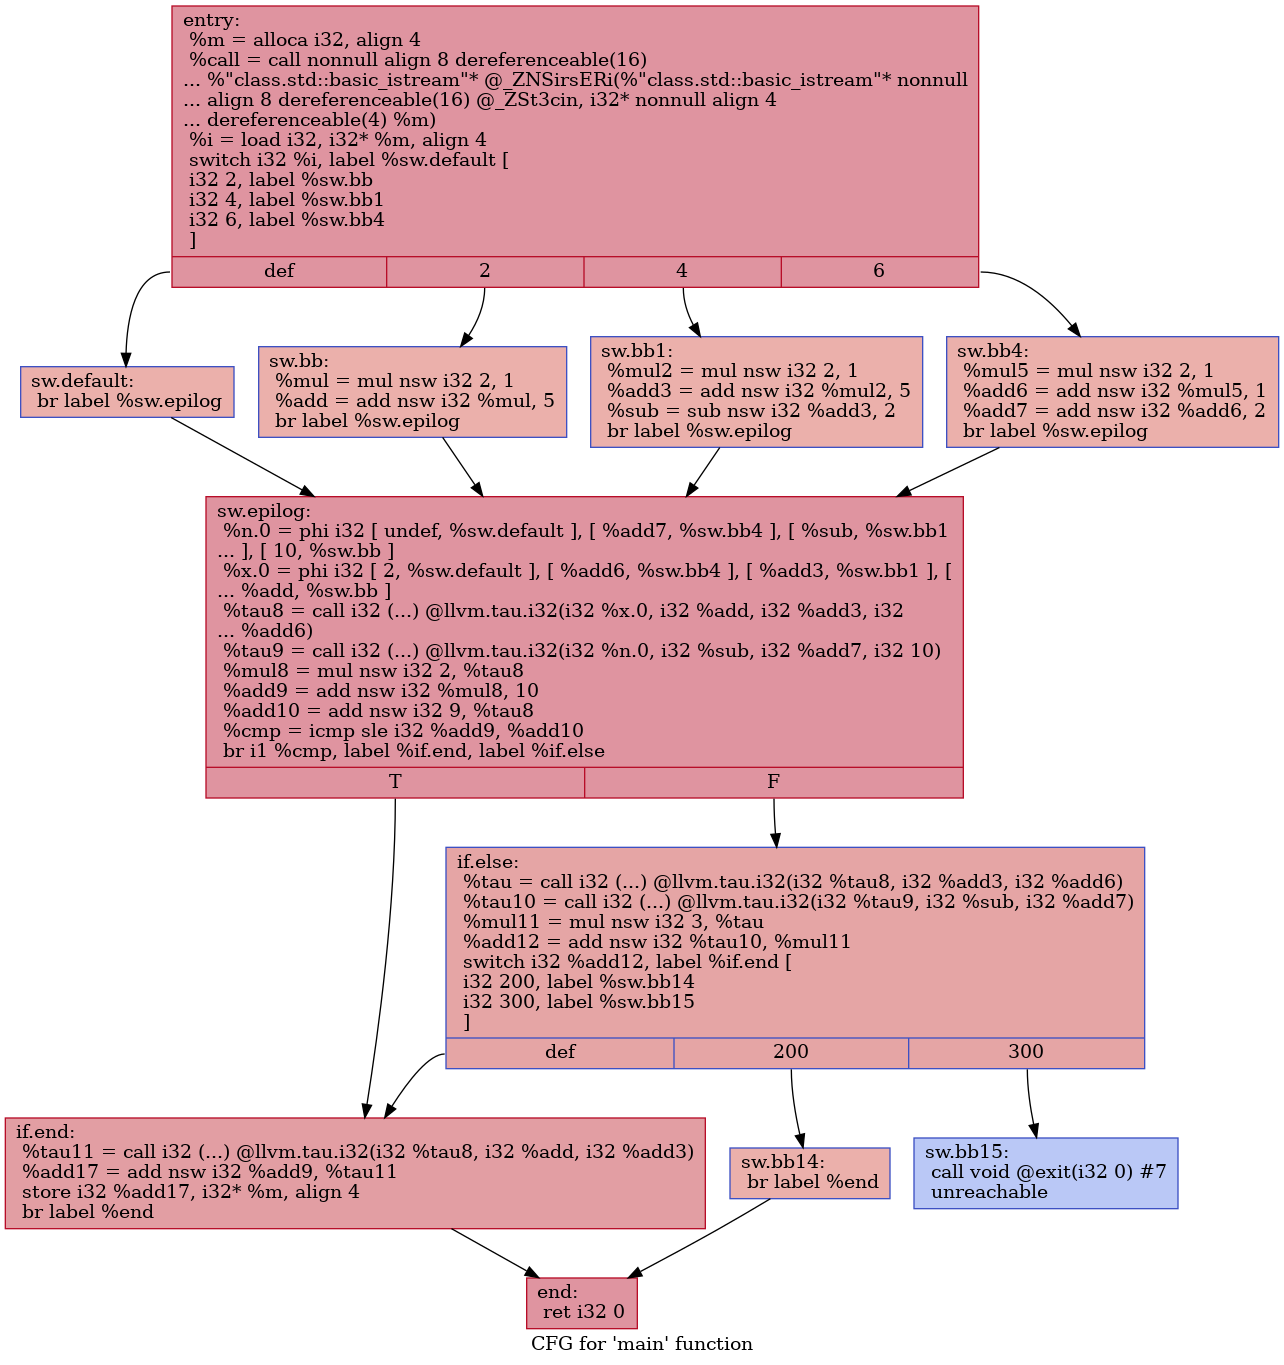 entry:
%m = alloca i32, align 4
%call = call nonnull align 8 dereferenceable(16)
... %"class.std::basic_istream"* @_ZNSirsERi(%"class.std::basic_istream"* nonnull
... align 8 dereferenceable(16) @_ZSt3cin, i32* nonnull align 4
... dereferenceable(4) %m)
%i = load i32, i32* %m, align 4
switch i32 %i, label %sw.default [
i32 2, label %sw.bb
i32 4, label %sw.bb1
i32 6, label %sw.bb4
]
def
2
4
6
sw.default:
br label %sw.epilog
sw.bb:
%mul = mul nsw i32 2, 1
%add = add nsw i32 %mul, 5
br label %sw.epilog
sw.bb1:
%mul2 = mul nsw i32 2, 1
%add3 = add nsw i32 %mul2, 5
%sub = sub nsw i32 %add3, 2
br label %sw.epilog
sw.bb4:
%mul5 = mul nsw i32 2, 1
%add6 = add nsw i32 %mul5, 1
%add7 = add nsw i32 %add6, 2
br label %sw.epilog
sw.epilog:
%n.0 = phi i32 [ undef, %sw.default ], [ %add7, %sw.bb4 ], [ %sub, %sw.bb1
... ], [ 10, %sw.bb ]
%x.0 = phi i32 [ 2, %sw.default ], [ %add6, %sw.bb4 ], [ %add3, %sw.bb1 ], [
... %add, %sw.bb ]
%tau8 = call i32 (...) @llvm.tau.i32(i32 %x.0, i32 %add, i32 %add3, i32
... %add6)
%tau9 = call i32 (...) @llvm.tau.i32(i32 %n.0, i32 %sub, i32 %add7, i32 10)
%mul8 = mul nsw i32 2, %tau8
%add9 = add nsw i32 %mul8, 10
%add10 = add nsw i32 9, %tau8
%cmp = icmp sle i32 %add9, %add10
br i1 %cmp, label %if.end, label %if.else
T
F
if.else:
%tau = call i32 (...) @llvm.tau.i32(i32 %tau8, i32 %add3, i32 %add6)
%tau10 = call i32 (...) @llvm.tau.i32(i32 %tau9, i32 %sub, i32 %add7)
%mul11 = mul nsw i32 3, %tau
%add12 = add nsw i32 %tau10, %mul11
switch i32 %add12, label %if.end [
i32 200, label %sw.bb14
i32 300, label %sw.bb15
]
def
200
300
if.end:
%tau11 = call i32 (...) @llvm.tau.i32(i32 %tau8, i32 %add, i32 %add3)
%add17 = add nsw i32 %add9, %tau11
store i32 %add17, i32* %m, align 4
br label %end
sw.bb14:
br label %end
sw.bb15:
call void @exit(i32 0) #7
unreachable
end:
ret i32 0
CFG for 'main' function